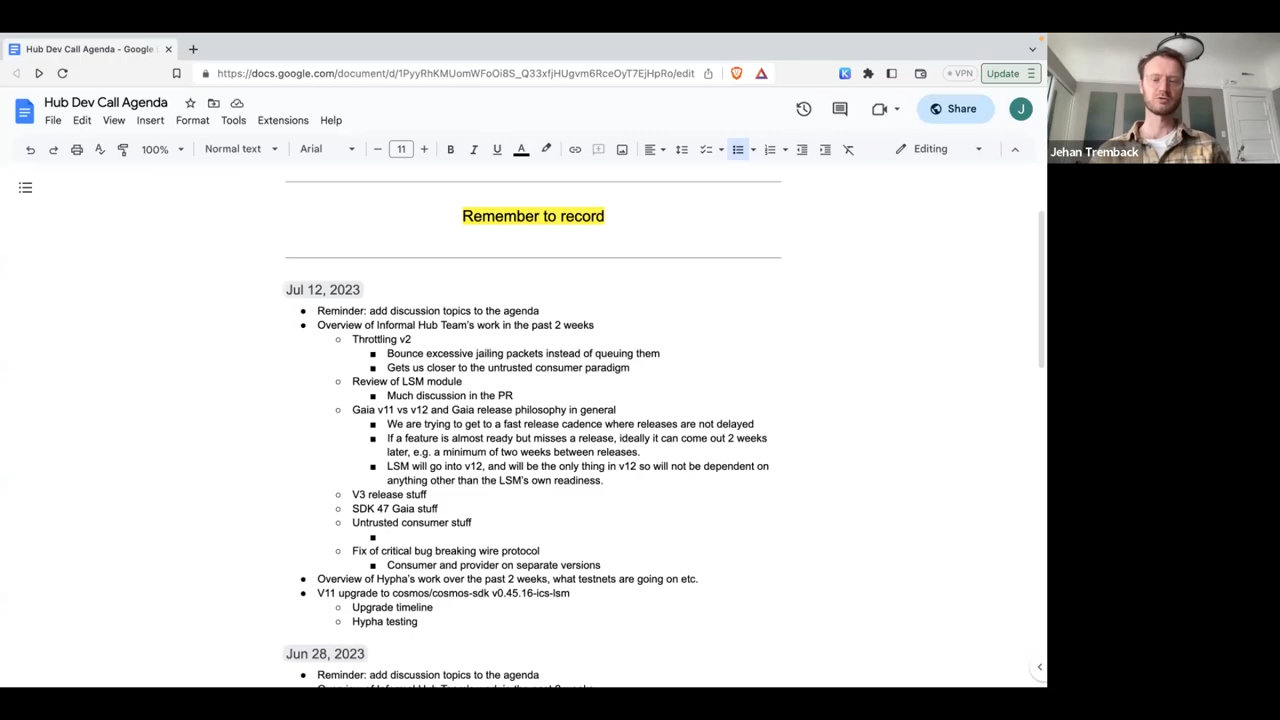 Hub Dev Call Agenda - Google
https://docs.google.com/document/d/1PyyRhKMUomWFoOi8S_Q33xfjHUgvm6RceOyT7EjHpRo/edit
VPN
Update
Hub Dev Call Agenda
File Edit View Insert Format Tools Extensions Help
Share
J
100% Normal text Arial 11 B I U A Editing
Jehan Tremback
Remember to record
Jul 12, 2023
Reminder: add discussion topics to the agenda
Overview of Informal Hub Team's work in the past 2 weeks
Throttling v2
Bounce excessive jailing packets instead of queuing them
Gets us closer to the untrusted consumer paradigm
Review of LSM module
Much discussion in the PR
Gaia v11 vs v12 and Gaia release philosophy in general
We are trying to get to a fast release cadence where releases are not delayed
If a feature is almost ready but misses a release, ideally it can come out 2 weeks
later, e.g. a minimum of two weeks between releases.
LSM will go into v12, and will be the only thing in v12 so will not be dependent on
anything other than the LSM's own readiness.
V3 release stuff
SDK 47 Gaia stuff
Untrusted consumer stuff
Fix of critical bug breaking wire protocol
Consumer and provider on separate versions
Overview of Hypha's work over the past 2 weeks, what testnets are going on etc.
V11 upgrade to cosmos/cosmos-sdk v0.45.16-ics-lsm
Upgrade timeline
Hypha testing
Jun 28, 2023
Reminder: add discussion topics to the agenda